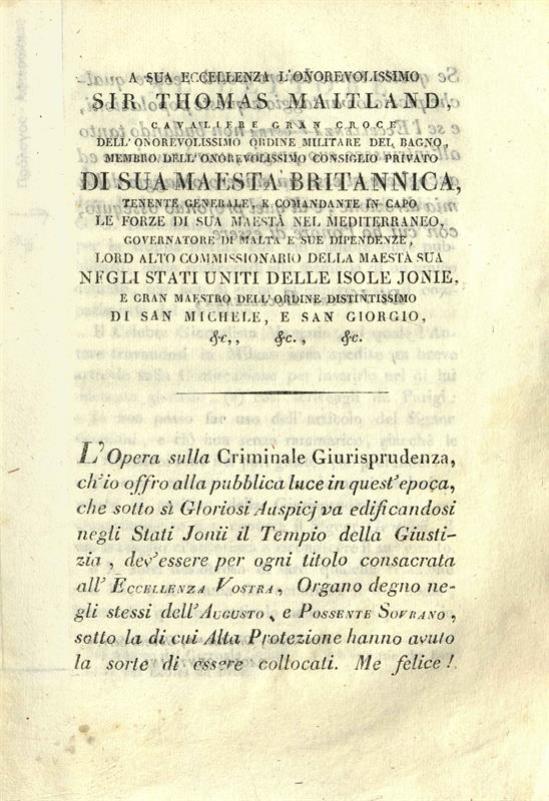 A SUA ECCELLENZA L'ONOREVOLISSIMO
SIR THOMAS MAITLAND,
CAVALIERE GRAN CROCE
DELL'ONOREVOLISSIMO ORDINE MILITARE DEL BAGNO,
MEMBRO DELL'ONOREVOLISSIMO CONSIGLIO PRIVATO
DI SUA MAESTA' BRITANNICA,
TENENTE GENERALE, E COMANDANTE IN CAPO
LE FORZE DI SUA MAESTÀ NEL MEDITERRANEO,
GOVERNATORE DI MALTA E SUE DIPENDENZE,
LORD ALTO COMMISSIONARIO DELLA MAESTÀ SUA
NEGLI STATI UNITI DELLE ISOLE JONIE,
E GRAN MAESTRO DELL'ORDINE DISTINTISSIMO
DI SAN MICHELE, E SAN GIORGIO,
&c,, &c., &c.
L'Opera sulla Criminale Giurisprudenza,
ch'io offro alla pubblica luce in quest'epoca,
che sotto sì Gloriosi Auspicj va edificandosi
negli Stati Jonii il Tempio della Giusti-
zia, dev'essere per ogni titolo consacrata
all'ECCELLENZA VOSTRA, Organo degno ne-
gli stessi dell'AUGUSTO, e POSSENTE SOVRANO,
sotto la di cui Alta Protezione hanno avuto
la sorte di essere collocati. Me felice!